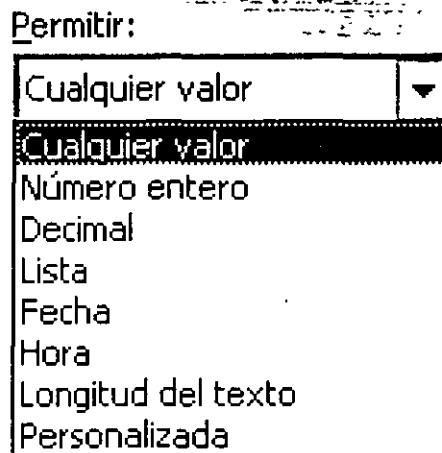 Permitir:
Cualquier valor
Cualquier valor
Número entero
Decimal
Lista
Fecha
Hora
Longitud del texto
Personalizada